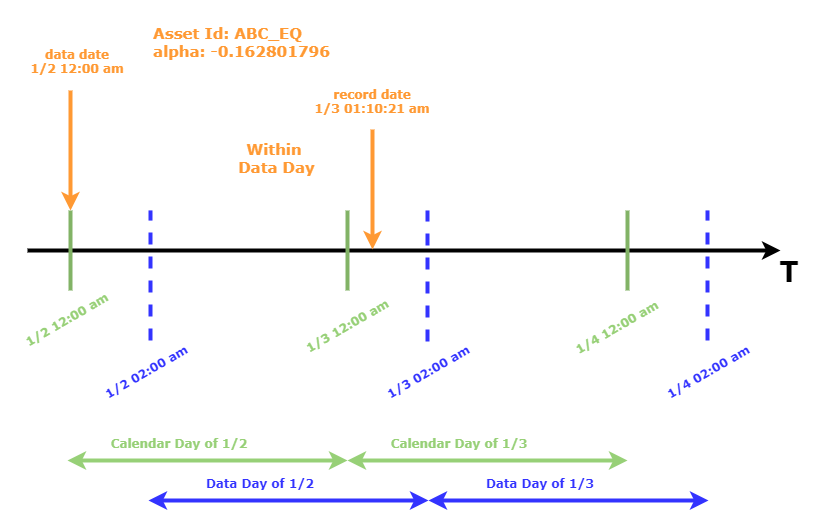 Asset Id: ABC_EQ
alpha: -0.162801796
data date
1/2 12:00 am
record date
1/3 01:10:21 am
Within
Data Day
T
1/2 12:00 am
1/3 12:00 am
1/4 12:00 am
1/2 02:00 am
1/3 02:00 am
1/4 02:00 am
Calendar Day of 1/2
Calendar Day of 1/3
Data Day of 1/2
Data Day of 1/3